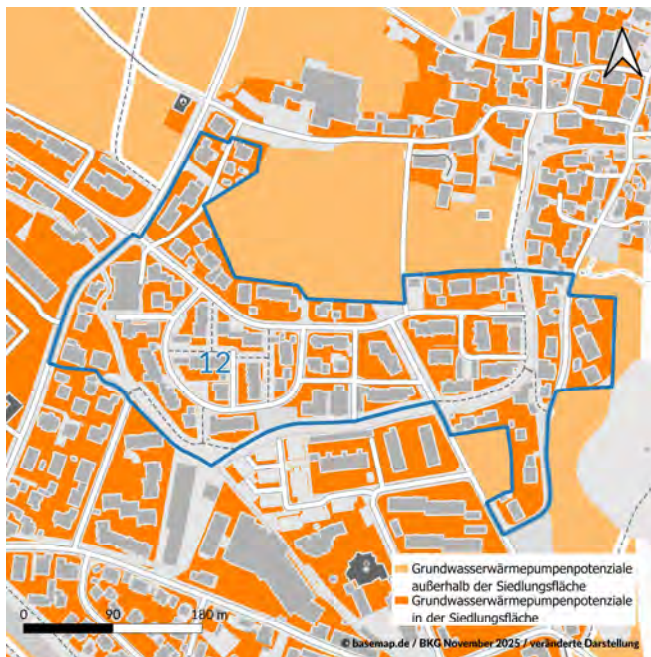 12
Grundwasserwärmepumpenpotenziale
außerhalb der Siedlungsfläche
Grundwasserwärmepumpenpotenziale
in der Siedlungsfläche
0 90 180 m
© basemap.de / BKG November 2025 / veränderte Darstellung